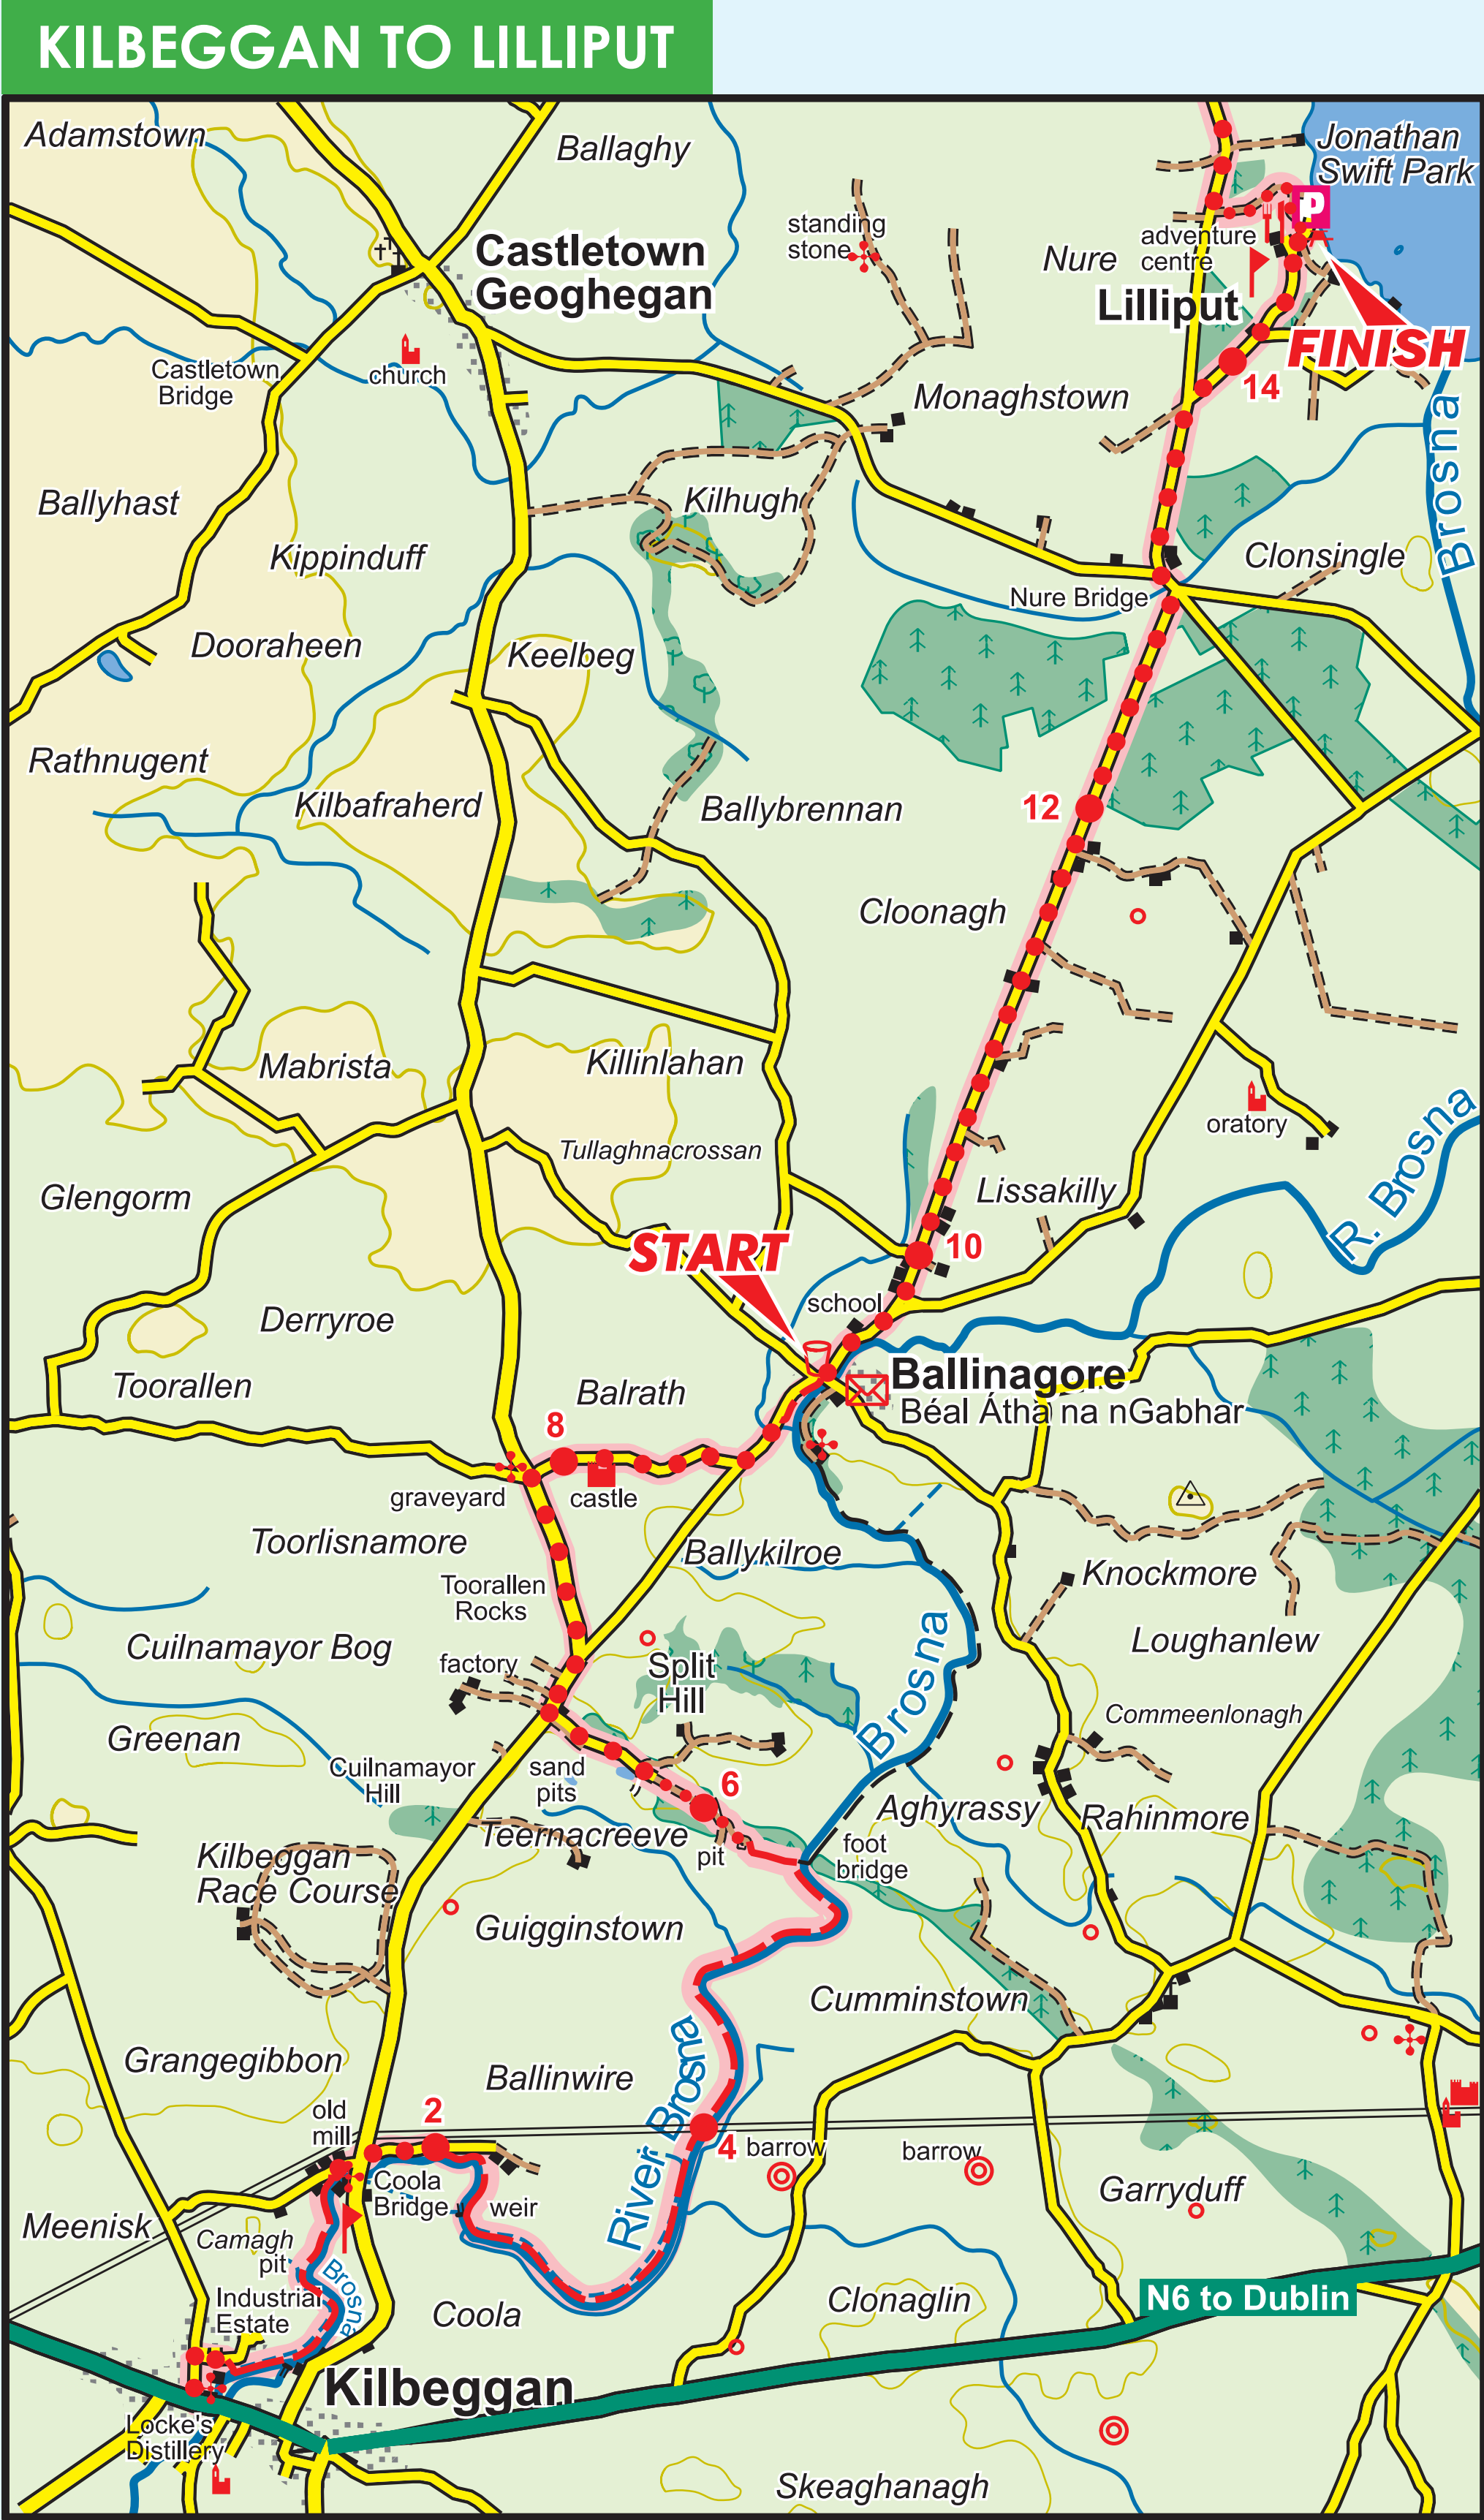 KILBEGGAN TO LILLIPUT
Adamstown
Ballaghy
Jonathan
Swift Park
standing
stone
P
adventure
centre
Nure
Castletown
Geoghegan
Lilliput
FINISH
Castletown
Bridge
church
14
Monaghstown
Brosna
Ballyhast
Kilhugh
Kippinduff
Clonsingle
Nure Bridge
Dooraheen
Keelbeg
Rathnugent
Kilbafraherd
Ballybrennan
12
Cloonagh
Mabrista
Killinlahan
oratory
Tullaghnacrossan
Glengorm
Lissakilly
R. Brosna
START
10
school
Derryroe
Ballinagore
Béal Átha na nGabhar
Toorallen
Balrath
8
graveyard
castle
Toorlisnamore
Ballykilroe
Knockmore
Toorallen
Rocks
Cuilnamayor Bog
Loughanlew
factory
Split
Hill
Brosna
Greenan
Commeenlonagh
Cuilnamayor
Hill
sand
pits
6
Aghyrassy
Rahinmore
Teernacreeve
pit
foot
bridge
Kilbeggan
Race Course
Guigginstown
Cumminstown
Grangegibbon
Ballinwire
River Brosna
old
mill
2
4
barrow
barrow
Coola
Bridge
weir
Garryduff
Meenisk
Camagh
pit
Brosna
Industrial
Estate
Coola
Clonaglin
N6 to Dublin
Kilbeggan
Locke's
Distillery
Skeaghanagh